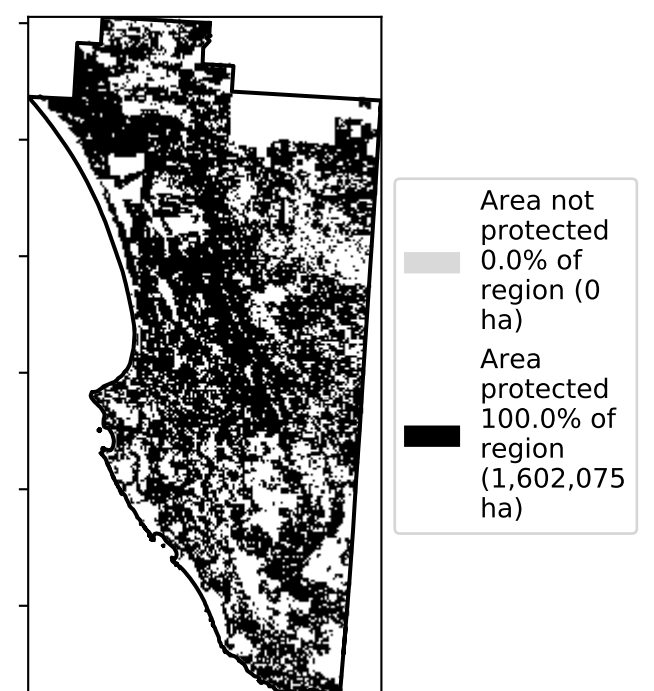 Area not
protected
0.0% of
region (0
ha)
Area
protected
100.0% of
region
(1,602,075
ha)